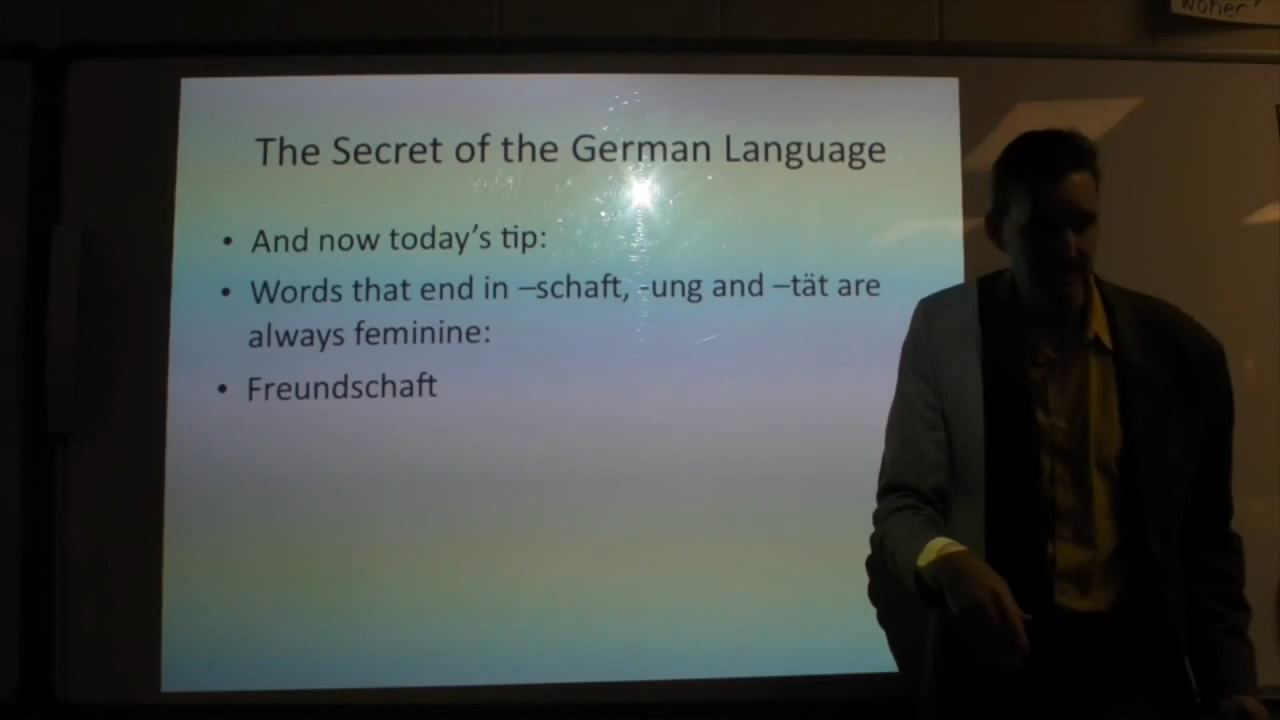 woher?
The Secret of the German Language
• And now today's tip:
• Words that end in –schaft, -ung and –tät are
always feminine:
• Freundschaft